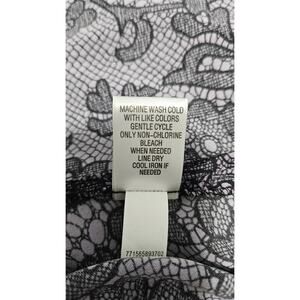 MACHINE WASH COLD
WITH LIKE COLORS
GENTLE CYCLE
ONLY NON-CHLORINE
BLEACH
WHEN NEEDED
LINE DRY
COOL IRON IF
NEEDED
771565893702